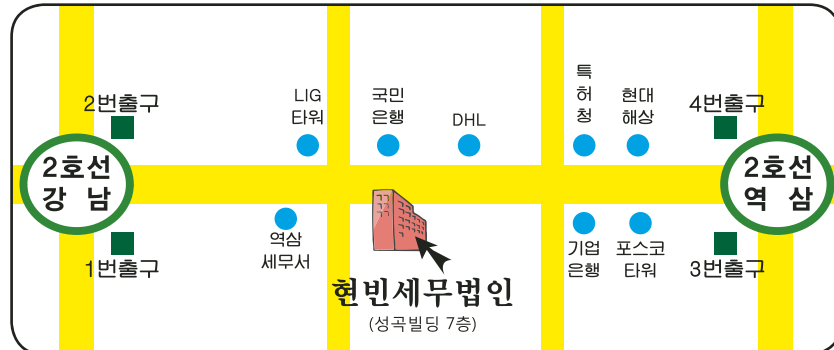 2번출구
LIG
타워
국민
은행
DHL
특
허
청
현대
해상
4번출구
2호선
강 남
2호선
역 삼
역삼
세무서
1번출구
기업
은행
포스코
타워
3번출구
현빈세무법인
(성곡빌딩 7층)